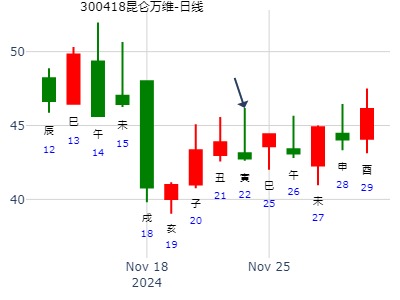 300418昆仑万维-日线
50
45
40
辰
12
巳
13
午
14
未
15
戌
18
亥
19
子
20
丑
21
寅
22
巳
25
午
26
未
27
申
28
酉
29
Nov 18
2024
Nov 25